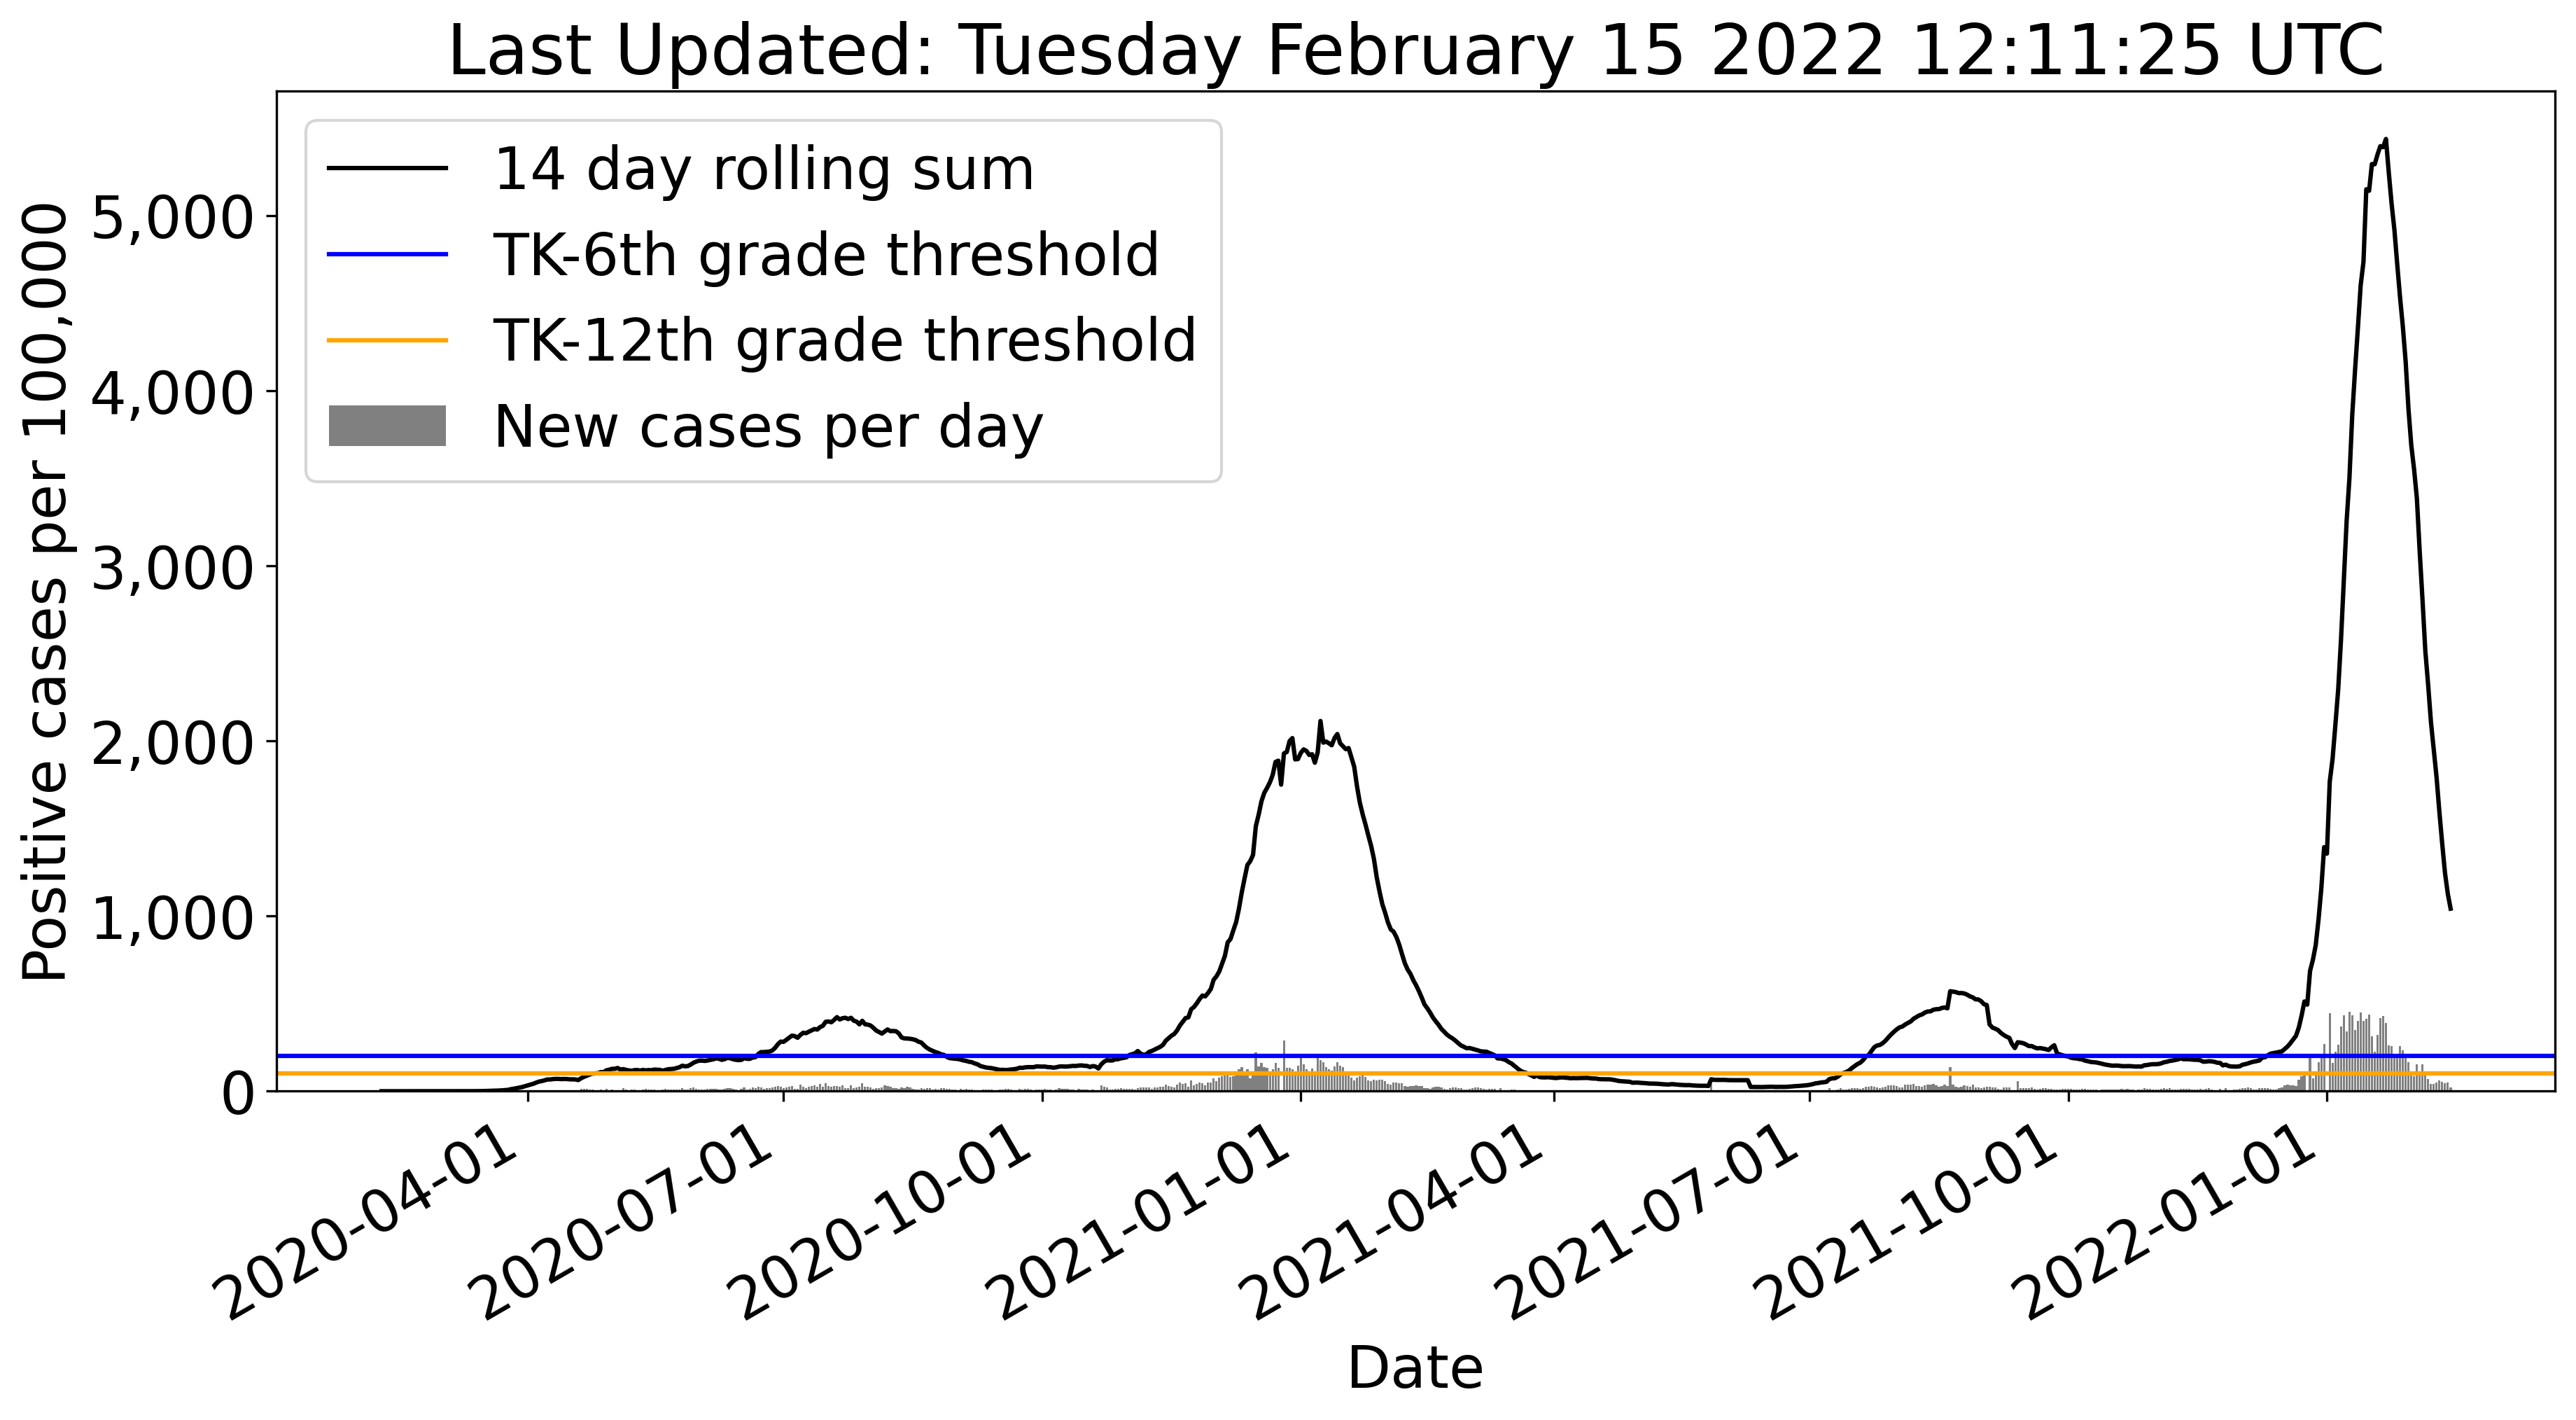 Last Updated: Tuesday February 15 2022 12:11:25 UTC
14 day rolling sum
TK-6th grade threshold
TK-12th grade threshold
New cases per day
Positive cases per 100,000
5,000
4,000
3,000
2,000
1,000
0
2020-04-01
2020-07-01
2020-10-01
2021-01-01
2021-04-01
2021-07-01
2021-10-01
2022-01-01
Date